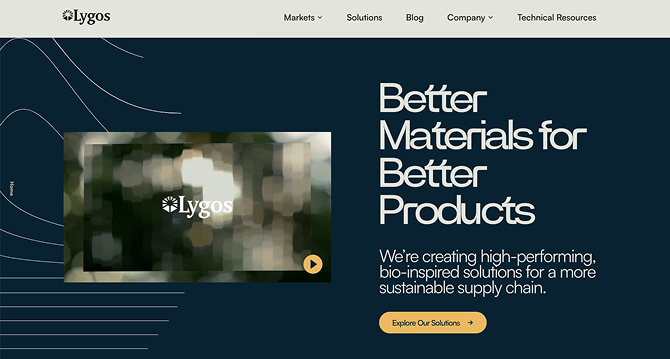 Lygos
Markets
Solutions
Blog
Company
Technical Resources
Home
Lygos
Better
Materials for
Better
Products
We're creating high-performing,
bio-inspired solutions for a more
sustainable supply chain.
Explore Our Solutions →